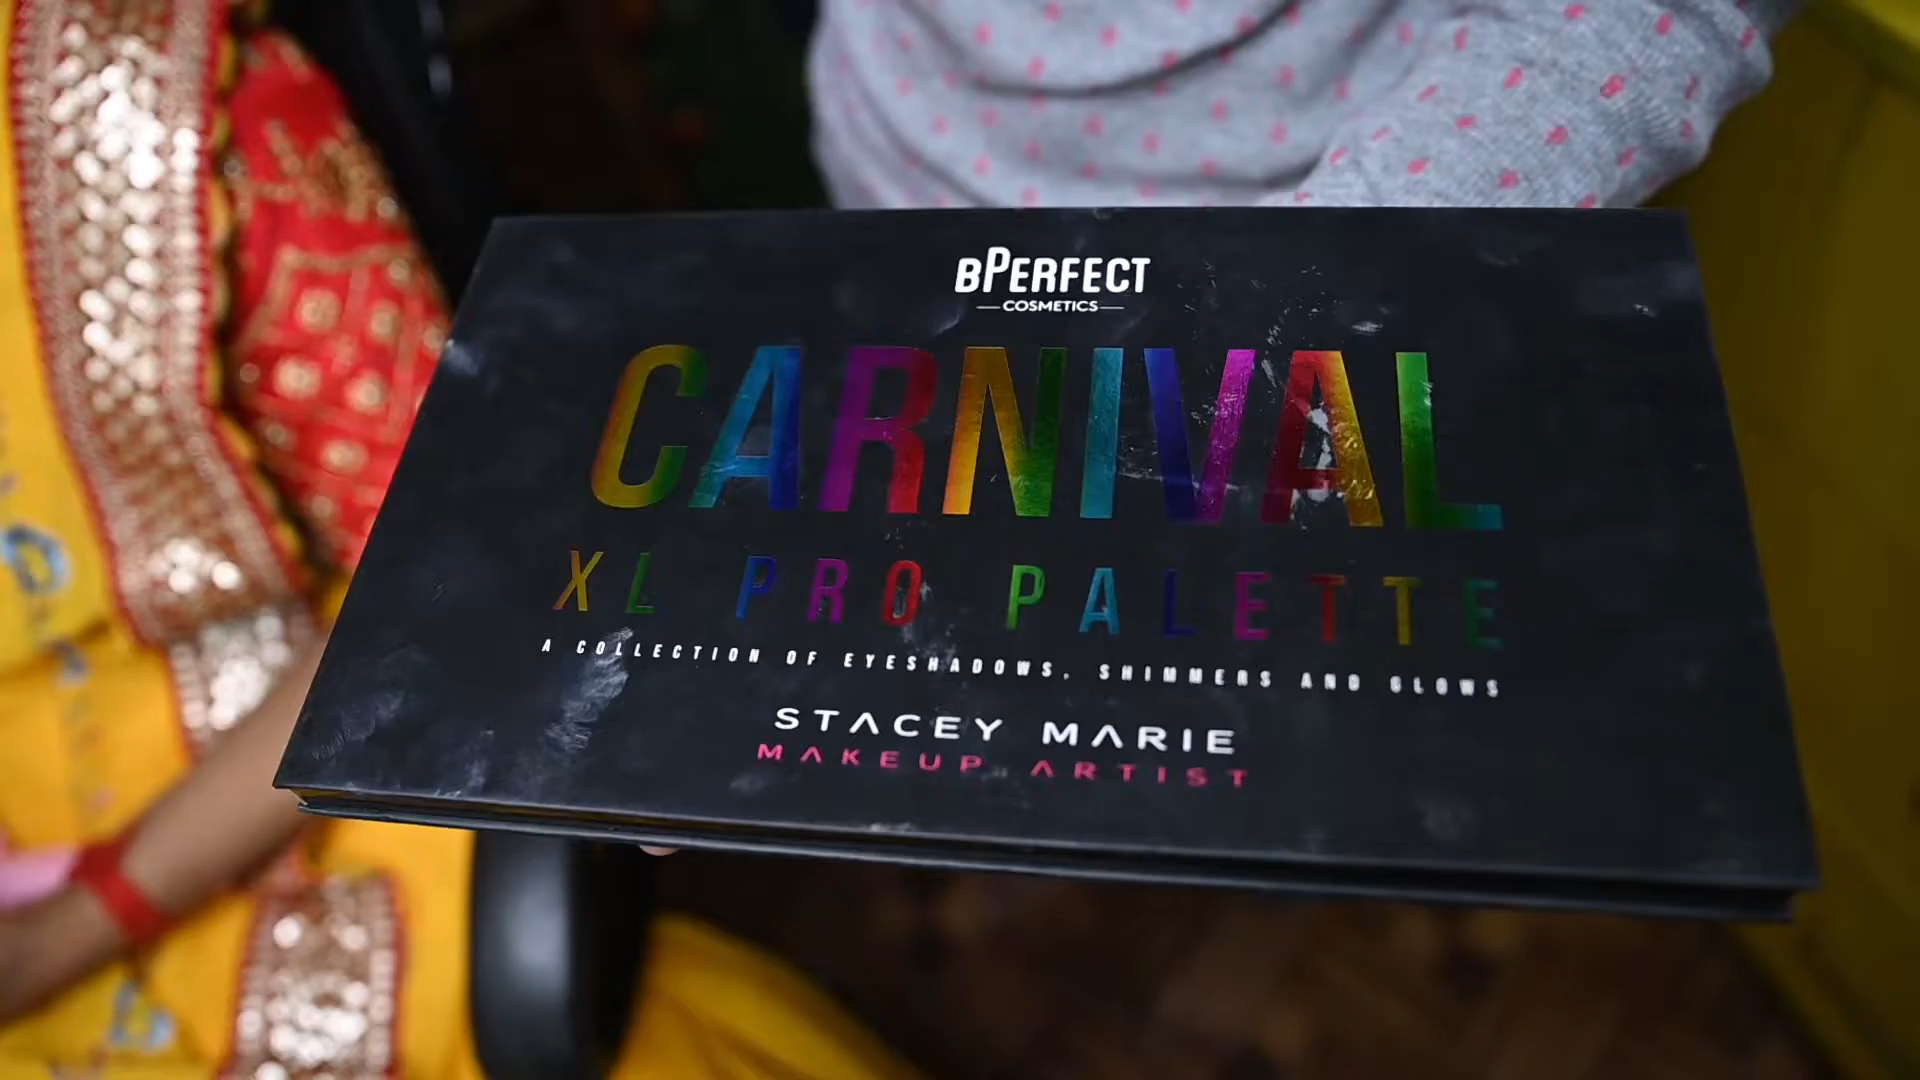 BPERFECT
COSMETICS
CARNIVAL
XL PRO PALETTE
A COLLECTION OF EYESHADOWS, SHIMMERS AND GLOWS
STACEY MARIE
MAKEUP ARTIST